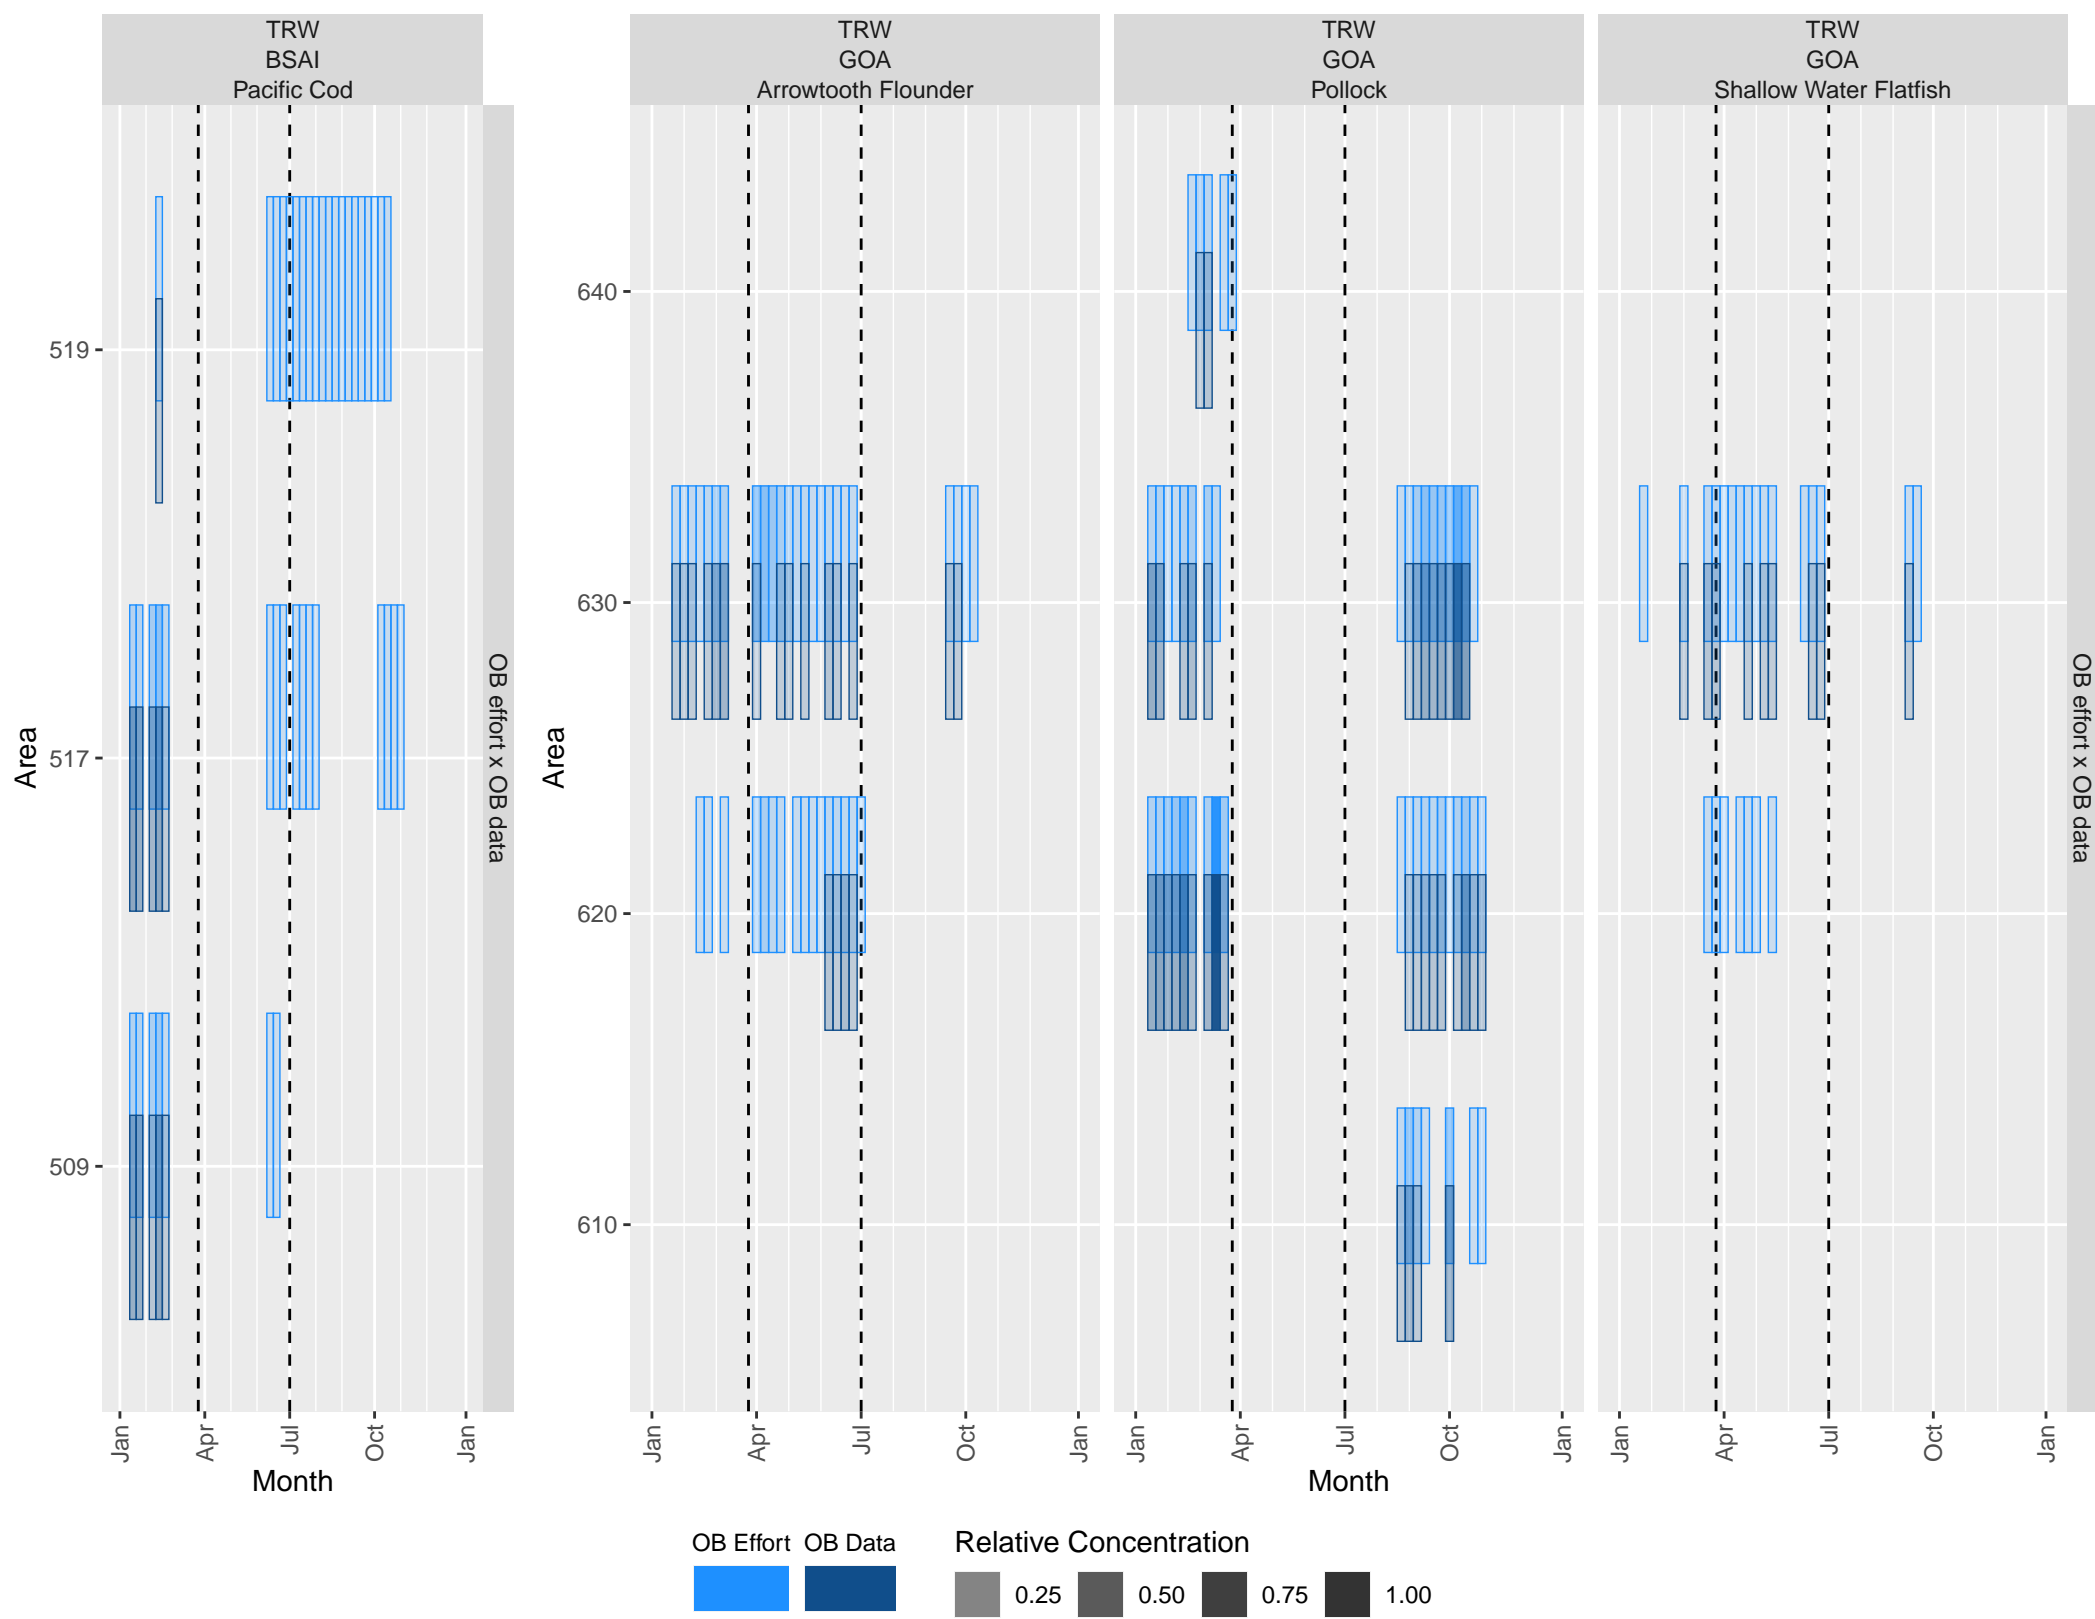 TRW
BSAI
Pacific Cod
TRW
GOA
Arrowtooth Flounder
TRW
GOA
Pollock
TRW
GOA
Shallow Water Flatfish
Area
519
517
509
OB effort x OB data
Jan
Apr
Jul
Oct
Jan
Month
Area
640
630
620
610
OB effort x OB data
Jan
Apr
Jul
Oct
Jan
Jan
Apr
Jul
Oct
Jan
Jan
Apr
Jul
Oct
Jan
Month
OB Effort OB Data
Relative Concentration
0.25 0.50 0.75 1.00